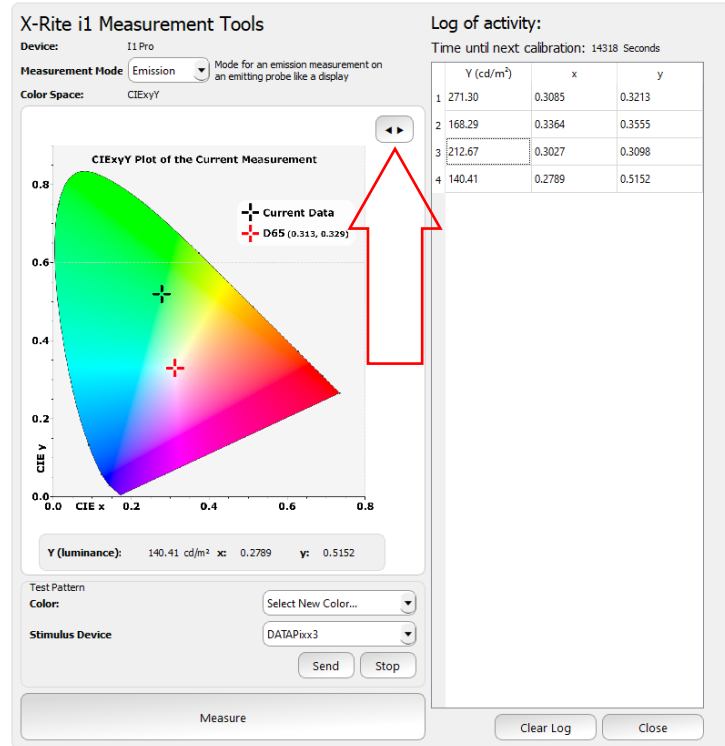 X-Rite i1 Measurement Tools
Device: I1 Pro
Measurement Mode Emission Mode for an emission measurement on
an emitting probe like a display
Color Space: CIExyY
CIExyY Plot of the Current Measurement
Current Data
D65 (0.313, 0.329)
0.8
0.6
0.4
0.2
CIE y
0.0
0.0 CIE x 0.2 0.4 0.6 0.8
Y (luminance): 140.41 cd/m² x: 0.2789 y: 0.5152
Test Pattern
Color: Select New Color...
Stimulus Device DATAPixx3
Send Stop
Measure
Log of activity:
Time until next calibration: 14318 Seconds
Y (cd/m²) x y
1 271.30 0.3085 0.3213
2 168.29 0.3364 0.3555
3 212.67 0.3027 0.3098
4 140.41 0.2789 0.5152
Clear Log Close